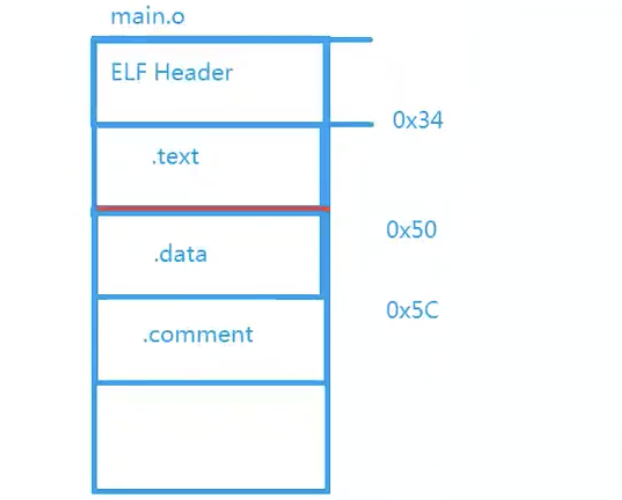 main.o
ELF Header
0x34
.text
0x50
.data
0x5C
.comment